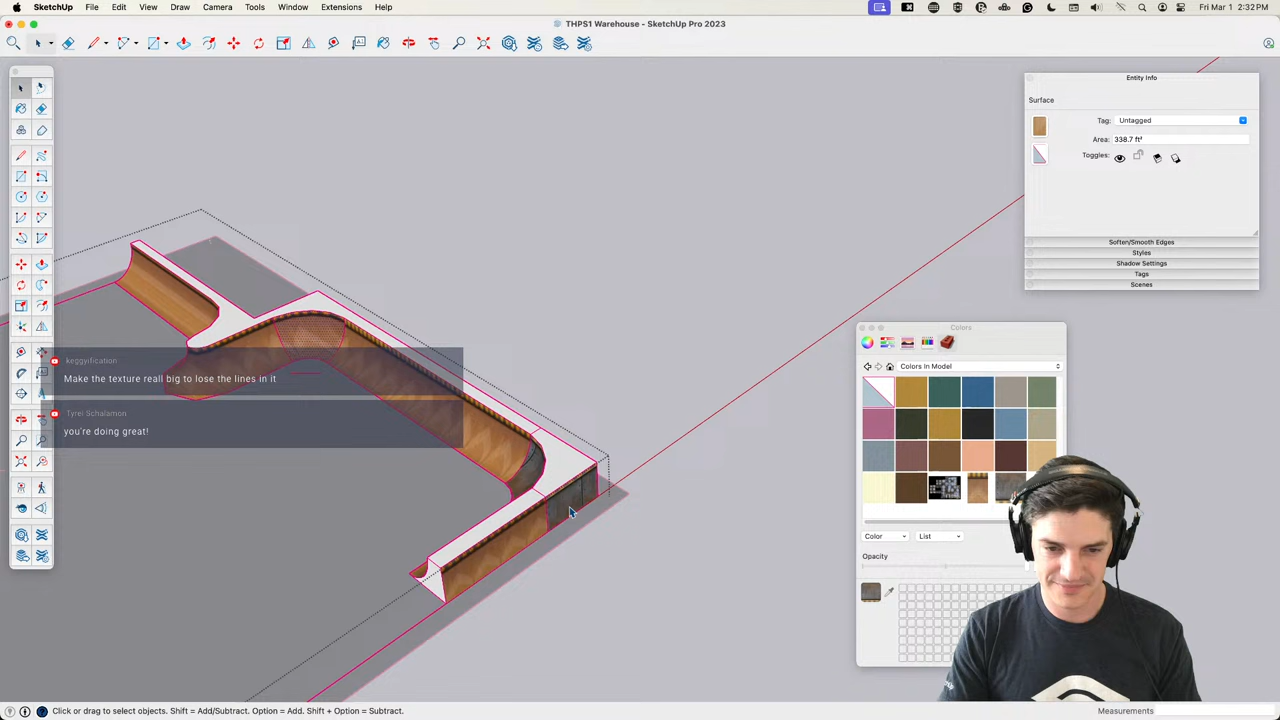 SketchUp File Edit View Camera Draw Tools Window Extensions Help
Fri Mar 1 2:32 PM
THPS1 Warehouse - SketchUp Pro 2023
Entity Info
Surface
Tag: Untagged
Area: 338.7 ft²
Toggles:
Soften/Smooth Edges
Styles
Shadow Settings
Tags
Scenes
Colors
Colors In Model
Color List
Opacity
keggyification
Make the texture reall big to lose the lines in it
Tyrei Schalamon
you're doing great!
Click or drag to select objects. Shift = Add/Subtract. Option = Add. Shift + Option = Subtract.
Measurements